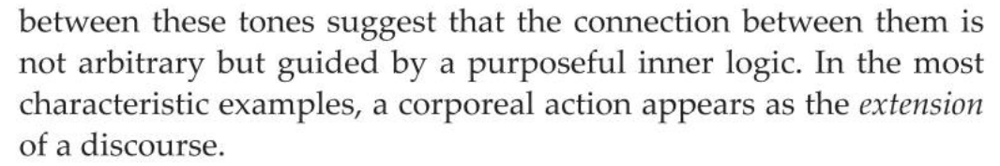 between these tones suggest that the connection between them is
not arbitrary but guided by a purposeful inner logic. In the most
characteristic examples, a corporeal action appears as the extension
of a discourse.